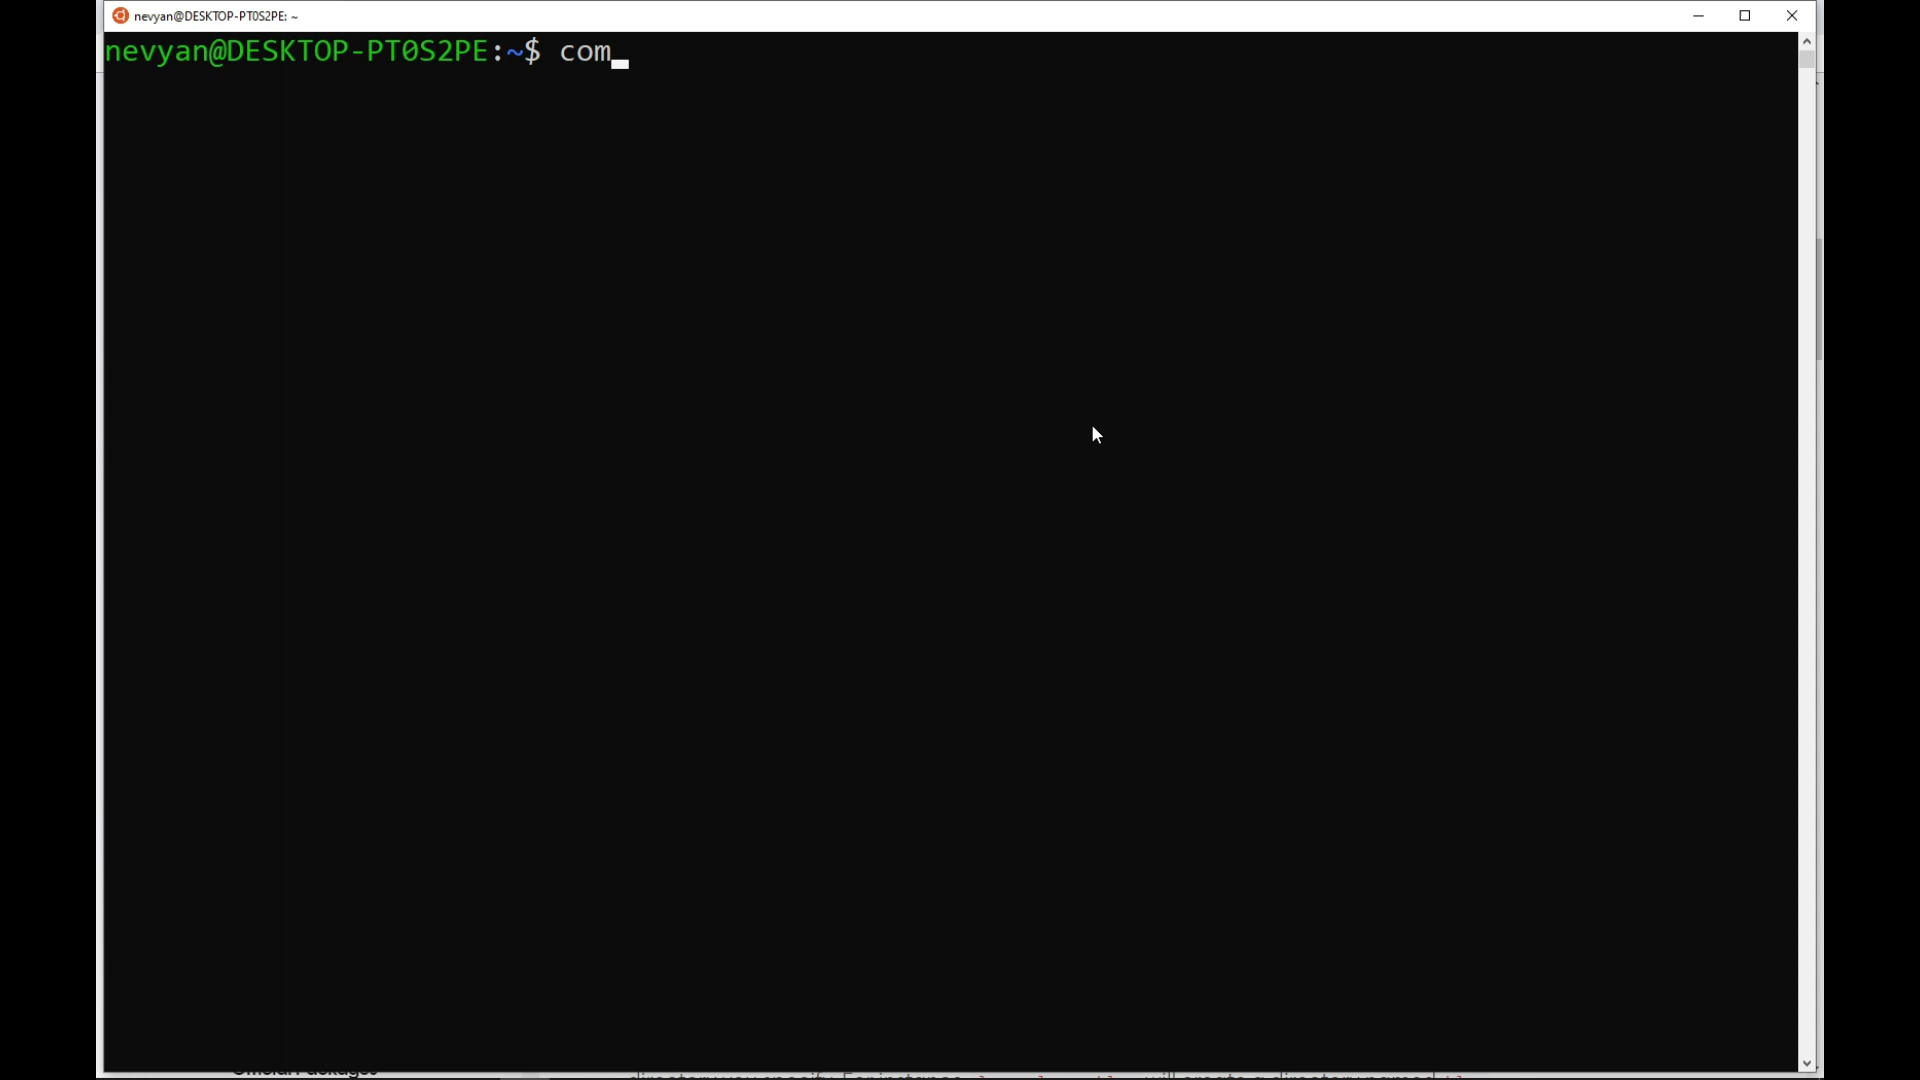 nevyan@DESKTOP-PT0S2PE: ~
nevyan@DESKTOP-PT0S2PE:~$ com